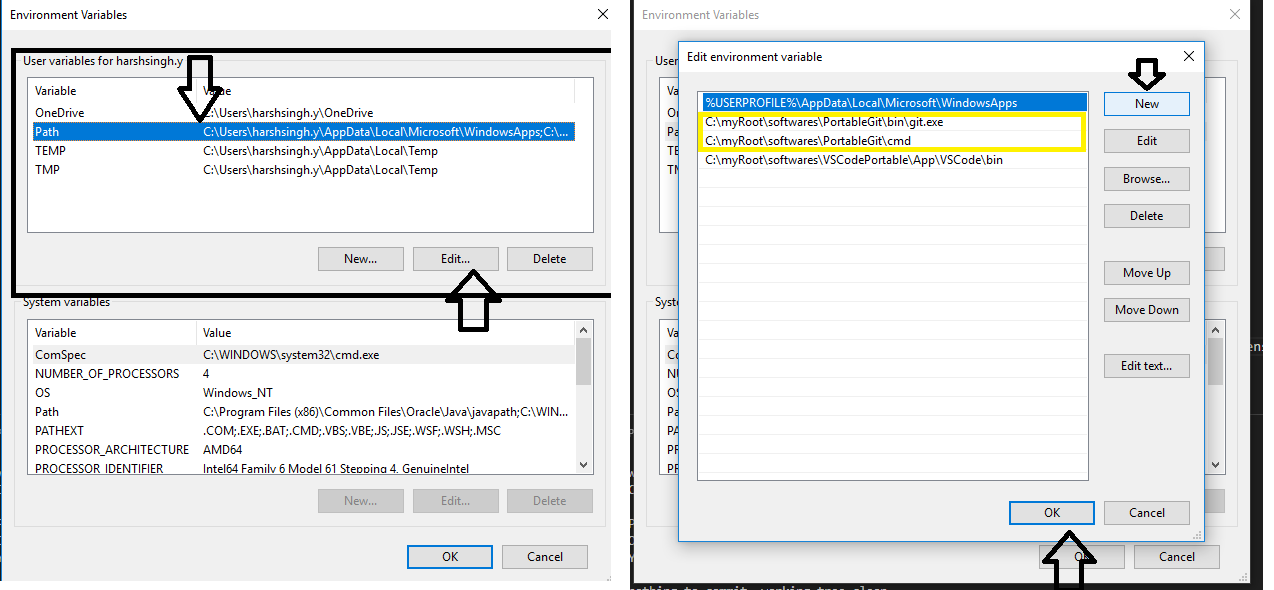 Environment Variables
User variables for harshsingh.y
Variable Value
OneDrive C:\Users\harshsingh.y\OneDrive
Path C:\Users\harshsingh.y\AppData\Local\Microsoft\WindowsApps;C:\...
TEMP C:\Users\harshsingh.y\AppData\Local\Temp
TMP C:\Users\harshsingh.y\AppData\Local\Temp
New... Edit... Delete
System variables
Variable Value
ComSpec C:\WINDOWS\system32\cmd.exe
NUMBER_OF_PROCESSORS 4
OS Windows_NT
Path C:\Program Files (x86)\Common Files\Oracle\Java\javapath;C:\WIN...
PATHEXT .COM;.EXE;.BAT;.CMD;.VBS;.VBE;.JS;.JSE;.WSF;.WSH;.MSC
PROCESSOR_ARCHITECTURE AMD64
PROCESSOR_IDENTIFIER Intel64 Family 6 Model 61 Stepping 4, GenuineIntel
New... Edit... Delete
OK Cancel
Environment Variables
Edit environment variable
%USERPROFILE%\AppData\Local\Microsoft\WindowsApps
C:\myRoot\softwares\PortableGit\bin\git.exe
C:\myRoot\softwares\PortableGit\cmd
C:\myRoot\softwares\VSCodePortable\App\VSCode\bin
New
Edit
Browse...
Delete
Move Up
Move Down
Edit text...
OK Cancel
OK Cancel